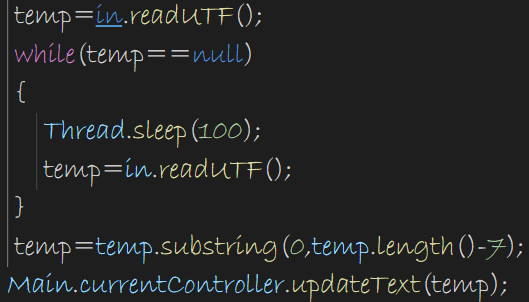 temp=in.readUTF();
while(temp==null)
{
Thread.sleep(100);
temp=in.readUTF();
}
temp=temp.substring(0,temp.length()-7);
Main.currentController.updateText(temp);